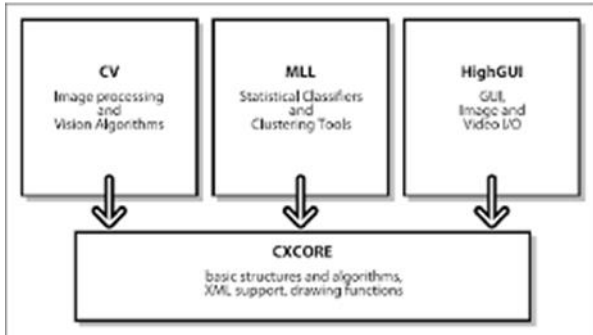 CV
Image processing
and
Vision Algorithms
MLL
Statistical Classifiers
and
Clustering Tools
HighGUI
GUI,
Image and
Video I/O
CXCORE
basic structures and algorithms,
XML support, drawing functions